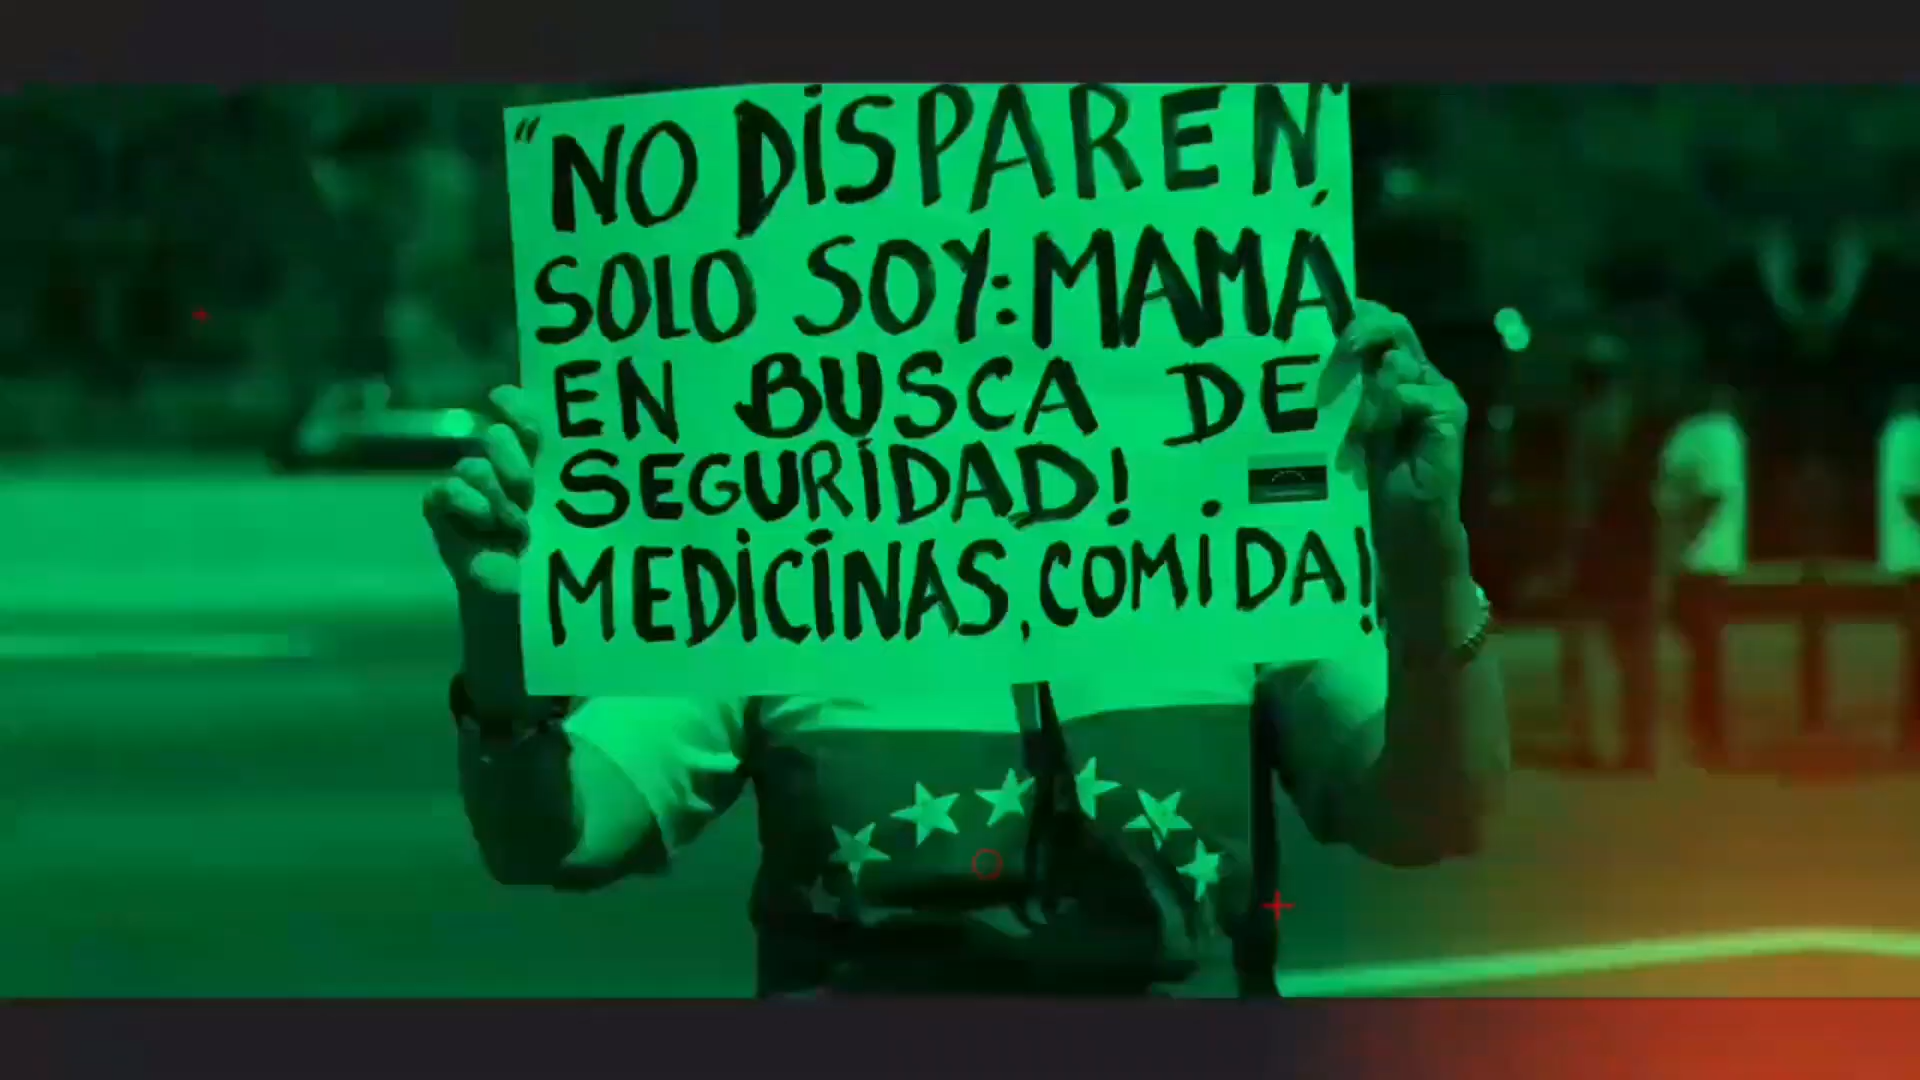 "NO DISPAREN,
SOLO SOY: MAMÁ
EN BUSCA DE
SEGURIDAD! .
MEDICINAS, COMIDA!